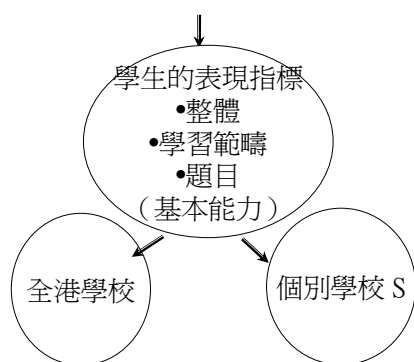 學生的表現指標
•整體
•學習範疇
•題目
（基本能力）
全港學校
個別學校 S